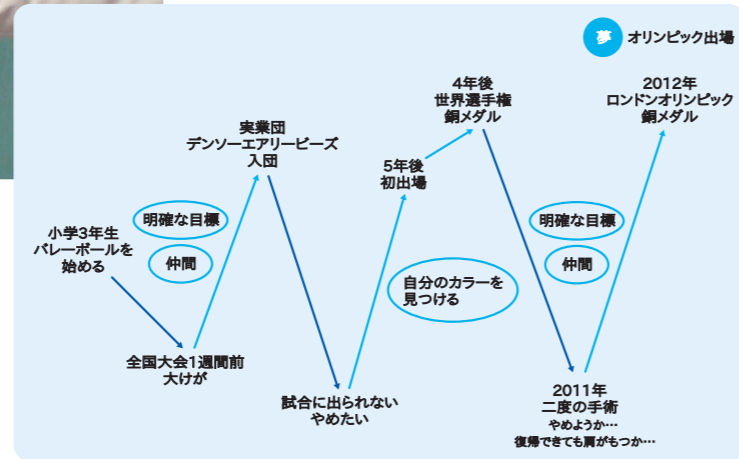 夢 オリンピック出場
小学3年生
バレーボールを
始める
明確な目標
仲間
全国大会1週間前
大けが
実業団
デンソーエアリービーズ
入団
試合に出られない
やめたい
5年後
初出場
自分のカラーを
見つける
4年後
世界選手権
銅メダル
明確な目標
仲間
2011年
二度の手術
やめようか…
復帰できても肩がもつか…
2012年
ロンドンオリンピック
銅メダル